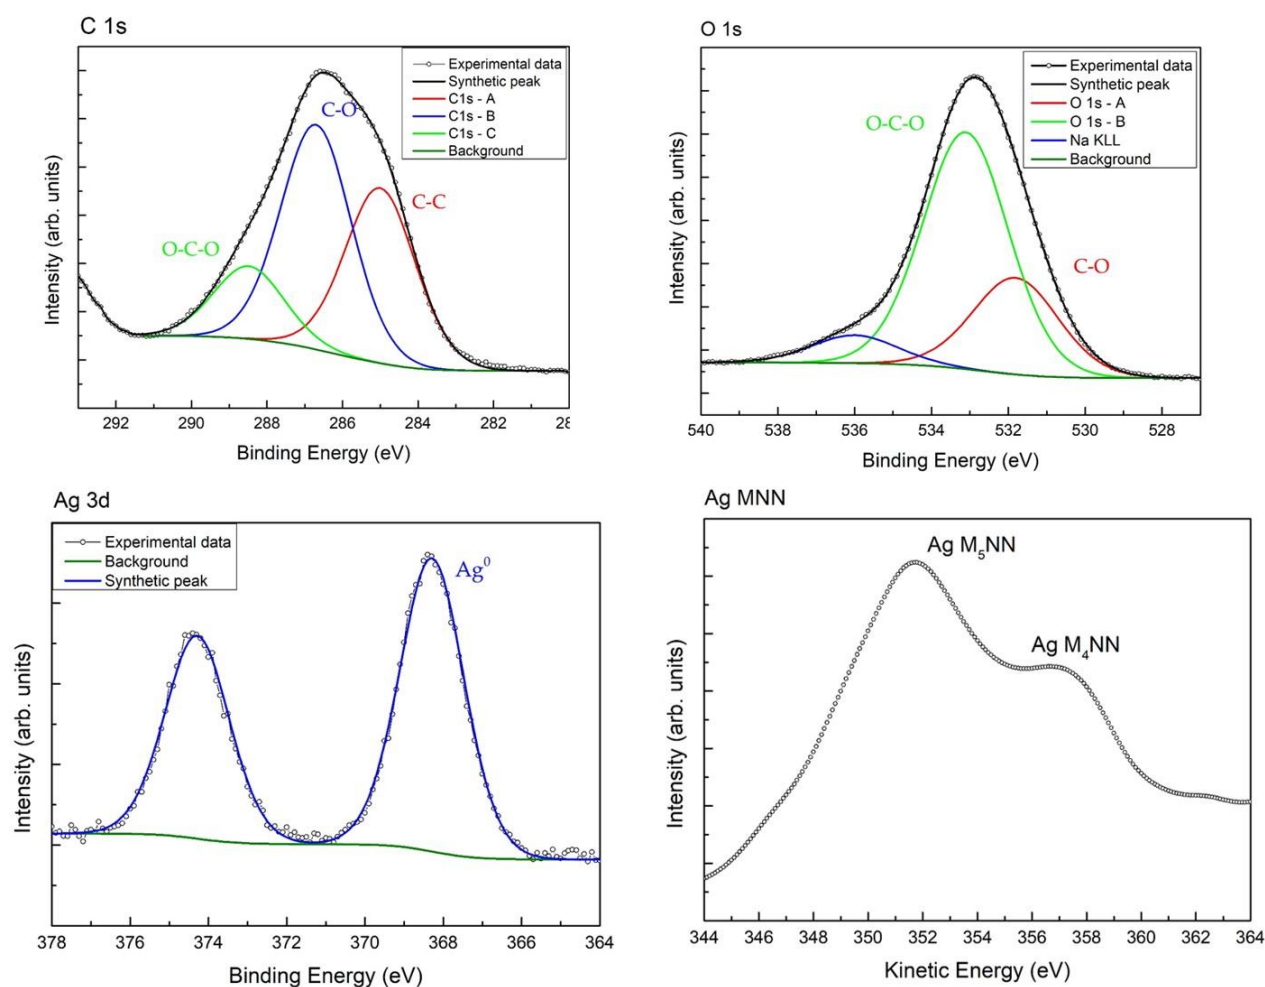 C 1s
Experimental data
Synthetic peak
C1s - A
C1s - B
C1s - C
Background
C-O
C-C
O-C-O
Intensity (arb. units)
292 290 288 286 284 282 28
Binding Energy (eV)
O 1s
Experimental data
Synthetic peak
O 1s - A
O 1s - B
Na KLL
Background
O-C-O
C-O
Intensity (arb. units)
540 538 536 534 532 530 528
Binding Energy (eV)
Ag 3d
Experimental data
Background
Synthetic peak
Ag⁰
Intensity (arb. units)
378 376 374 372 370 368 366 364
Binding Energy (eV)
Ag MNN
Ag M₅NN
Ag M₄NN
Intensity (arb. units)
344 346 348 350 352 354 356 358 360 362 364
Kinetic Energy (eV)